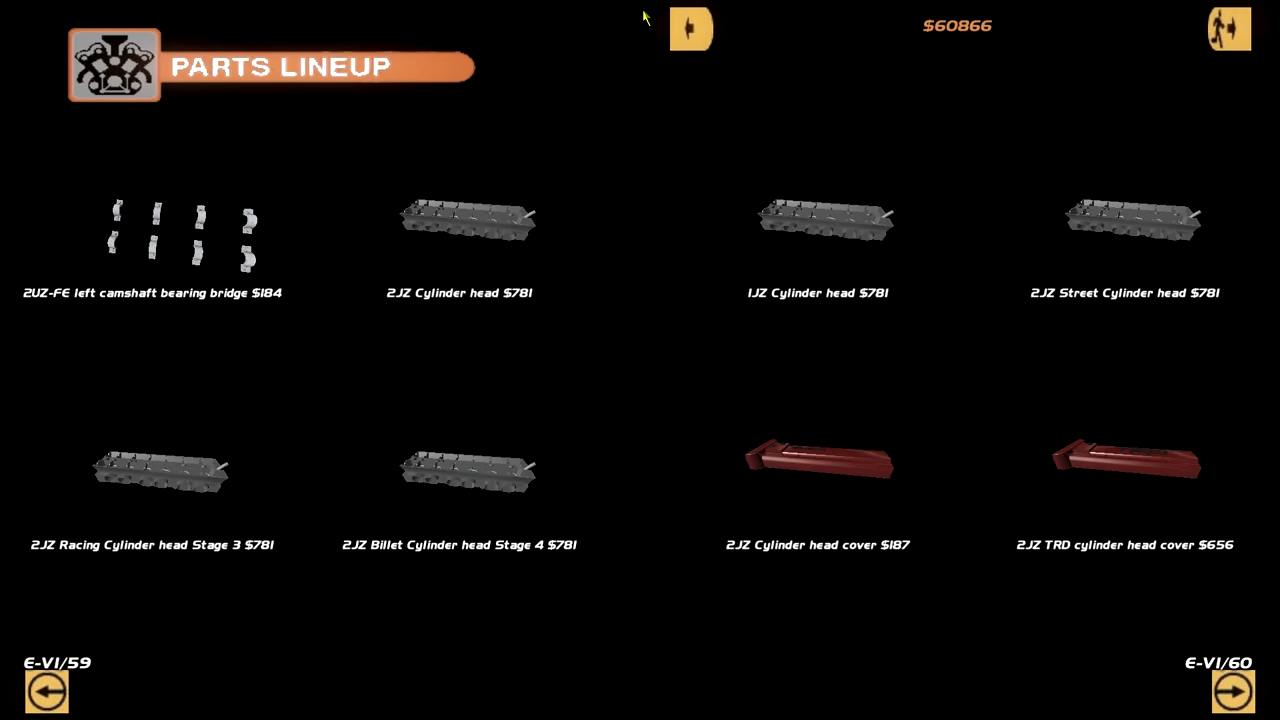 $60866
PARTS LINEUP
2UZ-FE left camshaft bearing bridge $184
2JZ Cylinder head $781
1JZ Cylinder head $781
2JZ Street Cylinder head $781
2JZ Racing Cylinder head Stage 3 $781
2JZ Billet Cylinder head Stage 4 $781
2JZ Cylinder head cover $187
2JZ TRD cylinder head cover $656
E-V1/59
E-V1/60